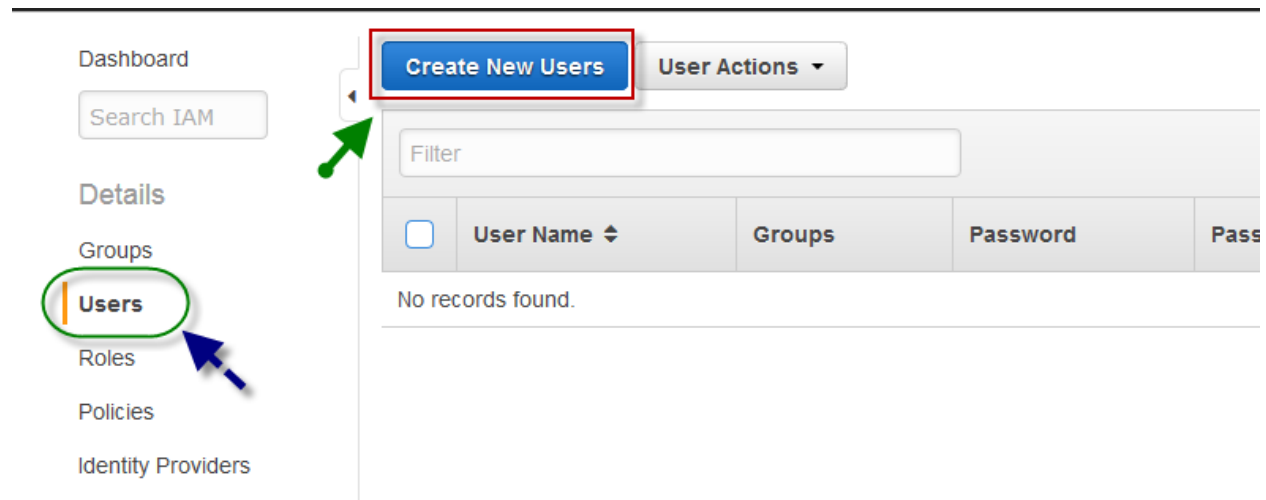 Dashboard
Search IAM
Details
Groups
Users
Roles
Policies
Identity Providers
Create New Users
User Actions
Filter
User Name
Groups
Password
Pass
No records found.